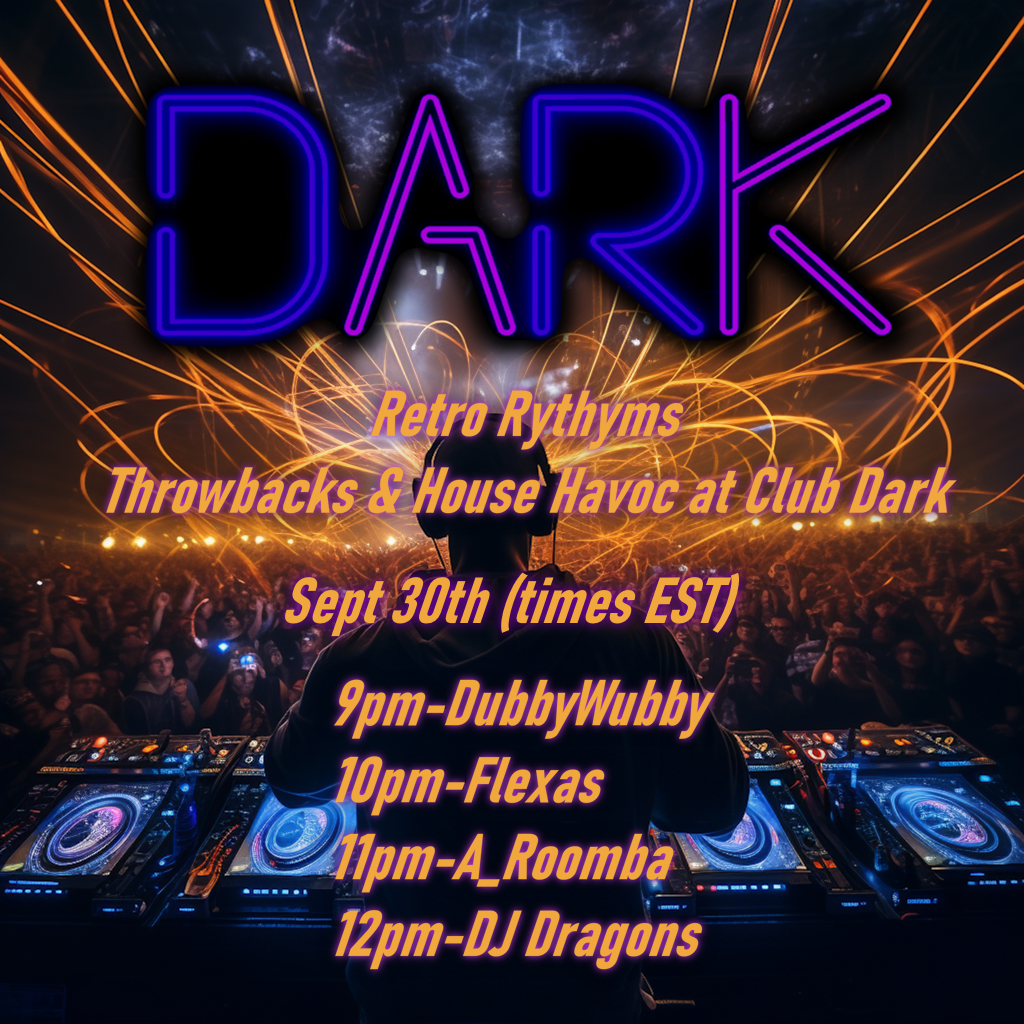 DARK
Retro Rythyms
Throwbacks & House Havoc at Club Dark
Sept 30th (times EST)
9pm-DubbyWubby
10pm-Flexas
11pm-A_Roomba
12pm-DJ Dragons